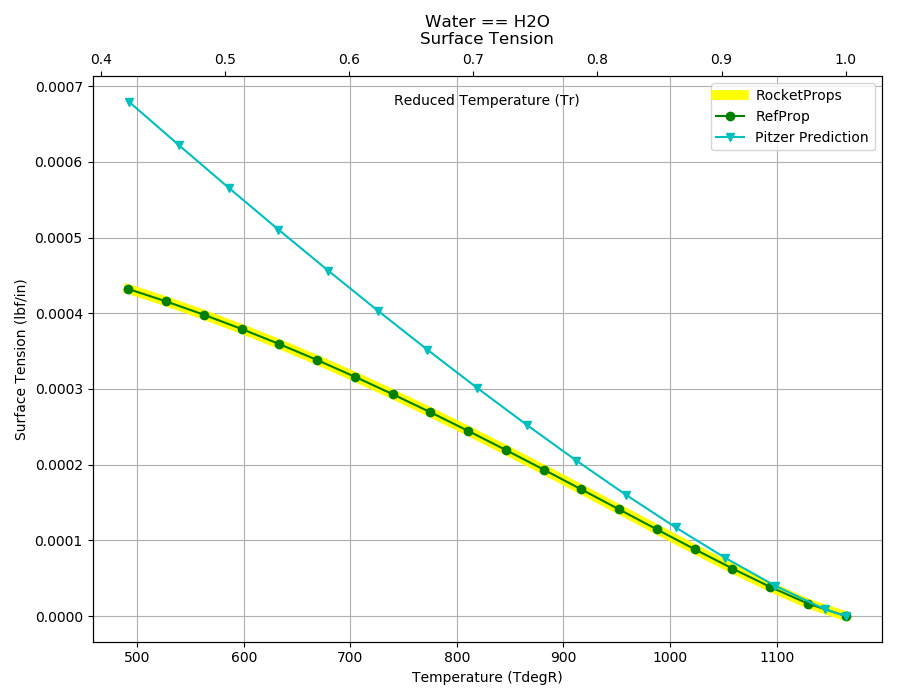 Water == H2O
Surface Tension
0.4 0.5 0.6 0.7 0.8 0.9 1.0
Reduced Temperature (Tr)
RocketProps
RefProp
Pitzer Prediction
0.0007
0.0006
0.0005
0.0004
0.0003
0.0002
0.0001
0.0000
Surface Tension (lbf/in)
500 600 700 800 900 1000 1100
Temperature (TdegR)